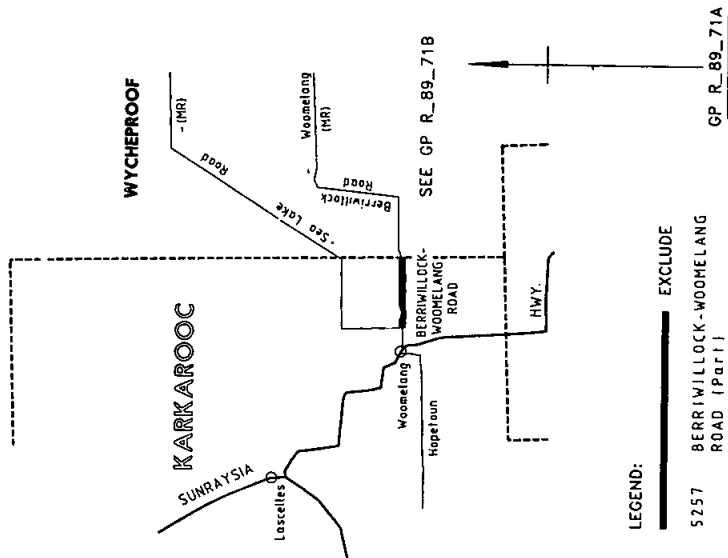 WYCHEPROOF
KARKAROOC
- (MR)
Road
Sea Lake
Woomelang
(MR)
Berriwillock
Road
SEE GP R_89_71B
BERRIWILLOCK-
WOOMELANG
ROAD
SUNRAYSIA
Lascelles
Woomelang
Hopetoun
HWY.
LEGEND:
EXCLUDE
5257 BERRIWILLOCK-WOOMELANG
ROAD (Part)
GP R_89_71A